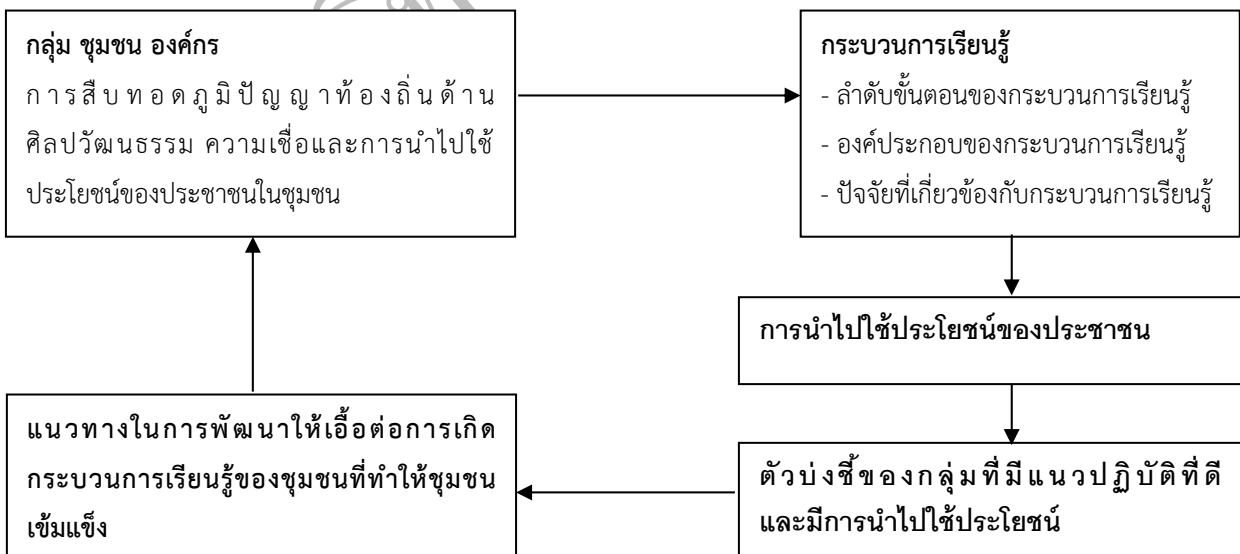 กลุ่ม ชุมชน องค์กร
การสืบทอดภูมิปัญญาท้องถิ่นด้าน
ศิลปวัฒนธรรม ความเชื่อและการนำไปใช้
ประโยชน์ของประชาชนในชุมชน
กระบวนการเรียนรู้
- ลำดับขั้นตอนของกระบวนการเรียนรู้
- องค์ประกอบของกระบวนการเรียนรู้
- ปัจจัยที่เกี่ยวข้องกับกระบวนการเรียนรู้
การนำไปใช้ประโยชน์ของประชาชน
ตัวบ่งชี้ของกลุ่มที่มีแนวปฏิบัติที่ดี
และมีการนำไปใช้ประโยชน์
แนวทางในการพัฒนาให้เอื้อต่อการเกิด
กระบวนการเรียนรู้ของชุมชนที่ทำให้ชุมชน
เข้มแข็ง